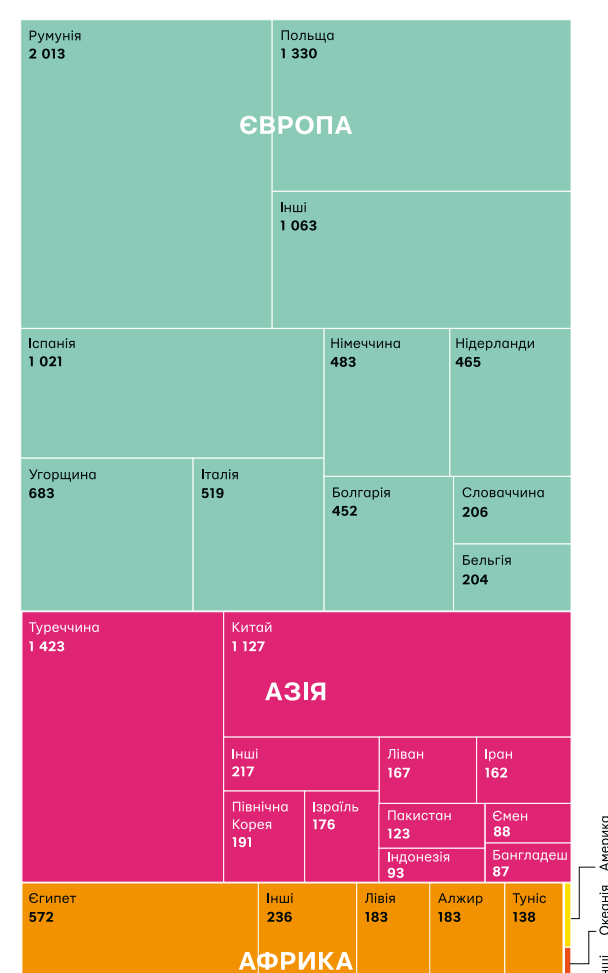 Румунія
2 013
Польща
1 330
ЄВРОПА
Інші
1 063
Іспанія
1 021
Німеччина
483
Нідерланди
465
Угорщина
683
Італія
519
Болгарія
452
Словаччина
206
Бельгія
204
Туреччина
1 423
Китай
1 127
АЗІЯ
Інші
217
Ліван
167
Іран
162
Північна
Корея
191
Ізраїль
176
Пакистан
123
Ємен
88
Індонезія
93
Бангладеш
87
Єгипет
572
Інші
236
Лівія
183
Алжир
183
Туніс
138
АФРИКА
Америка
Океанія